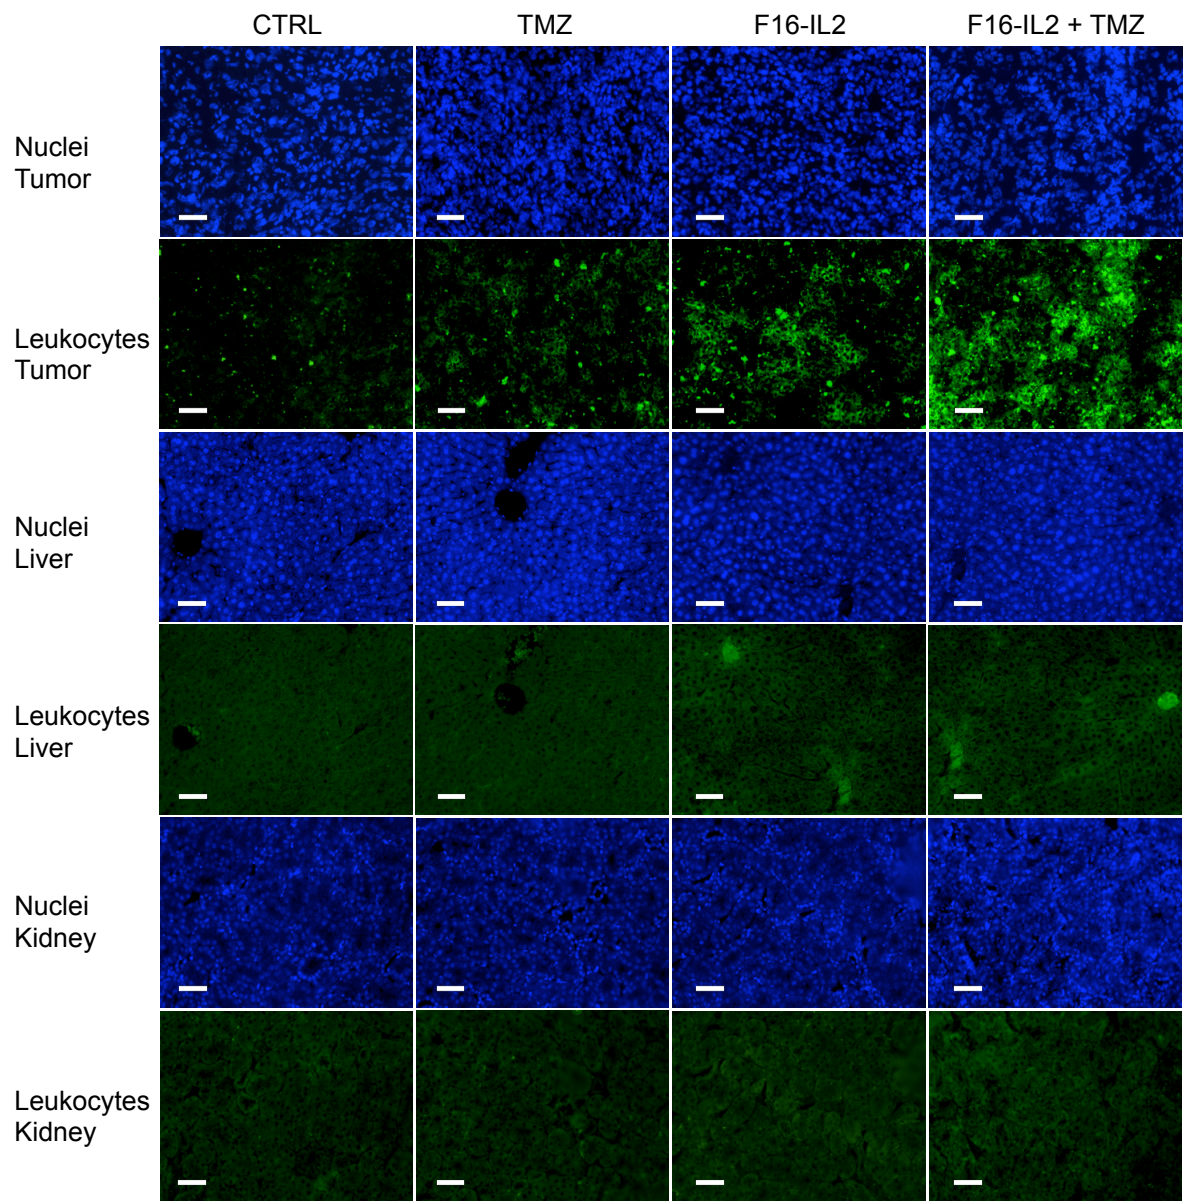 CTRL TMZ F16-IL2 F16-IL2 + TMZ
Nuclei
Tumor
Leukocytes
Tumor
Nuclei
Liver
Leukocytes
Liver
Nuclei
Kidney
Leukocytes
Kidney